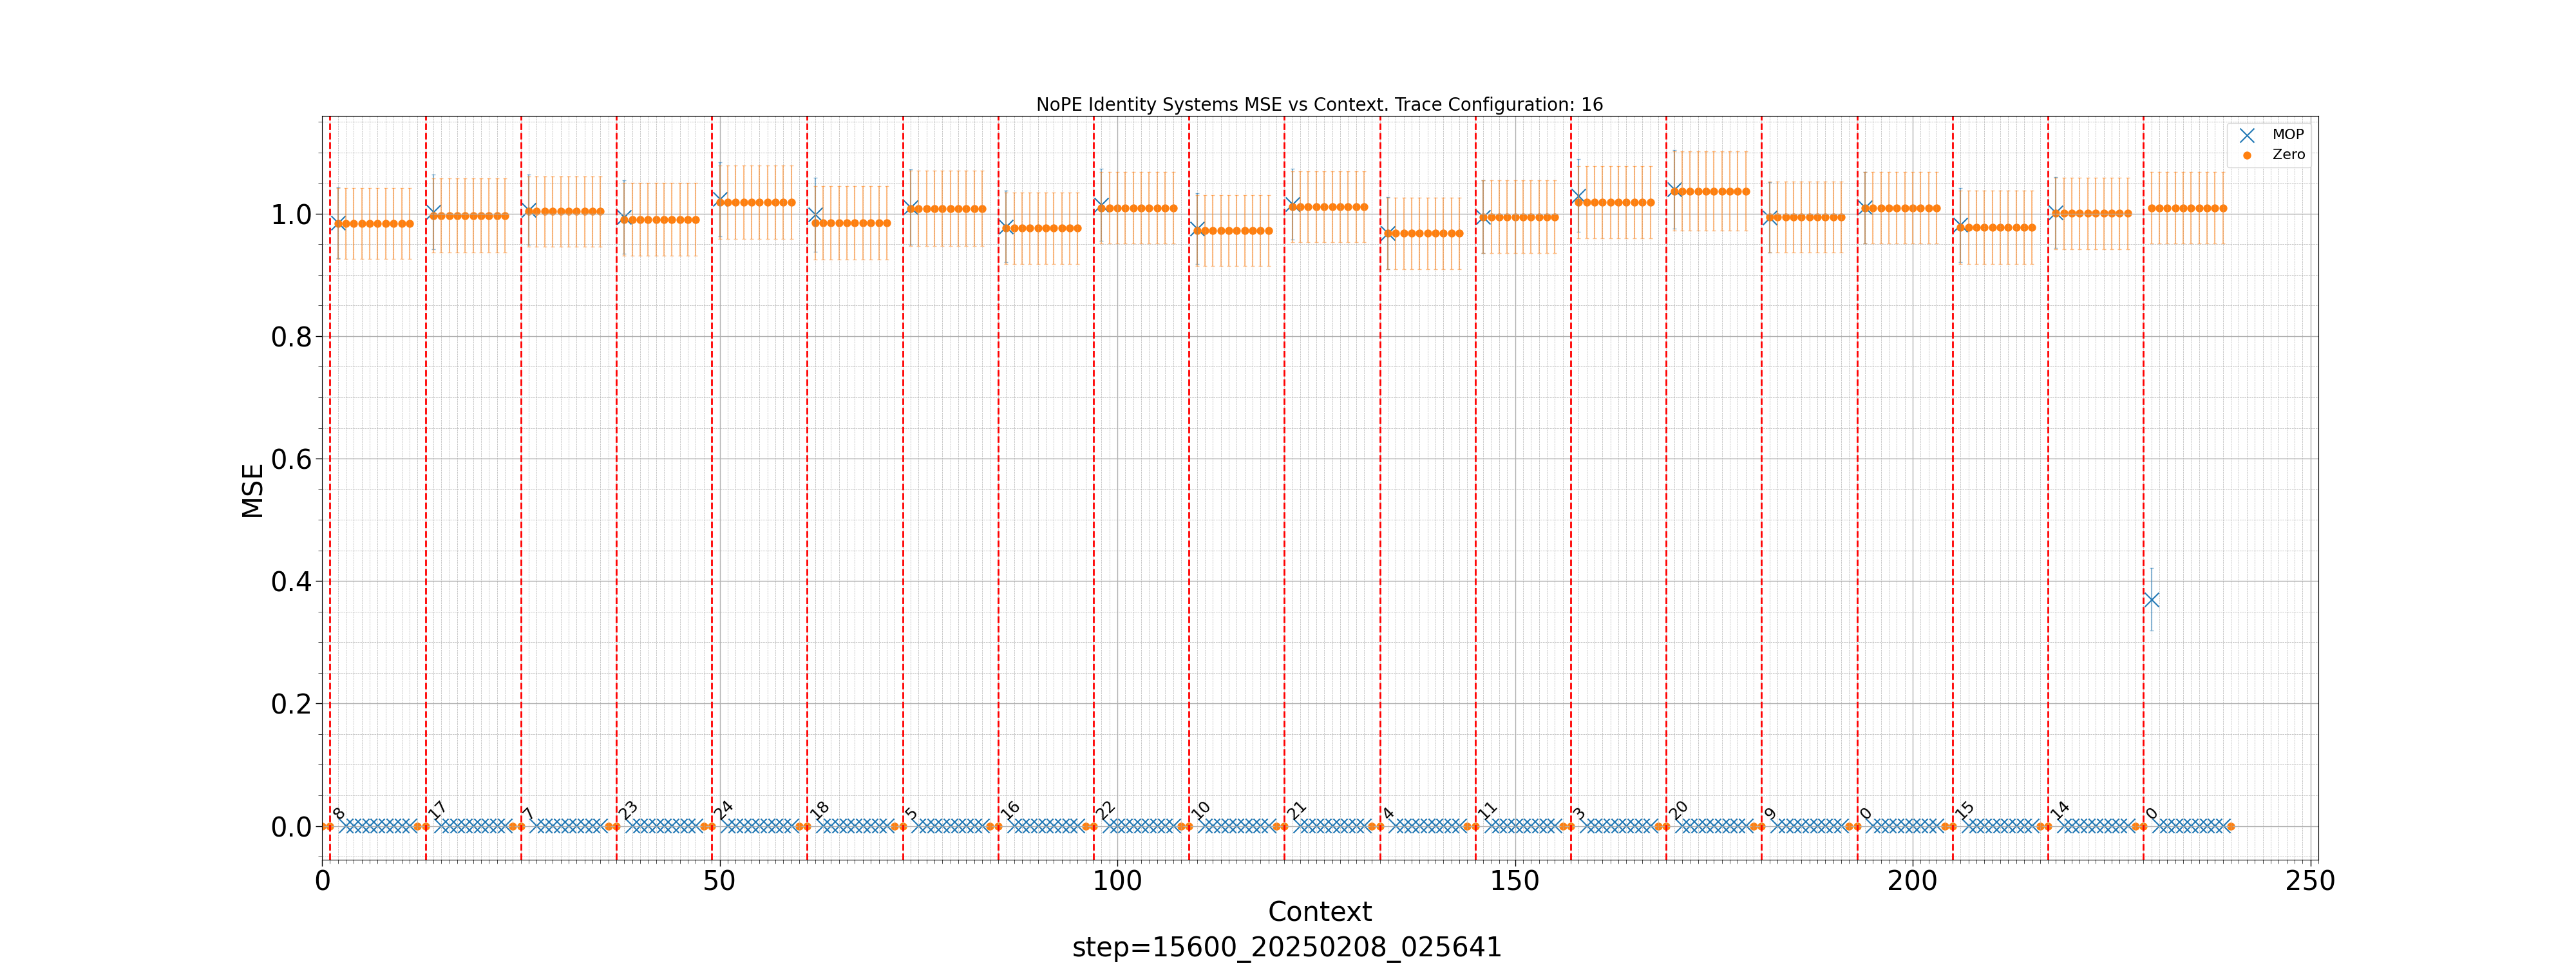 NoPE Identity Systems MSE vs Context. Trace Configuration: 16
MOP
Zero
MSE
1.0
0.8
0.6
0.4
0.2
0.0
8 17 7 23 24 18 5 16 22 10 21 4 11 3 20 9 0 15 14 0
0 50 100 150 200 250
Context
step=15600_20250208_025641